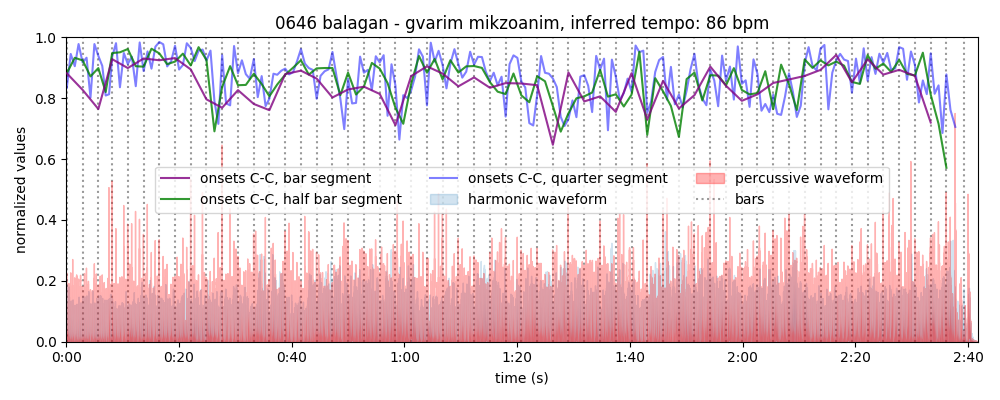 0646 balagan - gvarim mikzoanim, inferred tempo: 86 bpm
1.0
0.8
0.6
0.4
0.2
0.0
normalized values
onsets C-C, bar segment
onsets C-C, half bar segment
onsets C-C, quarter segment
harmonic waveform
percussive waveform
bars
0:00 0:20 0:40 1:00 1:20 1:40 2:00 2:20 2:40
time (s)